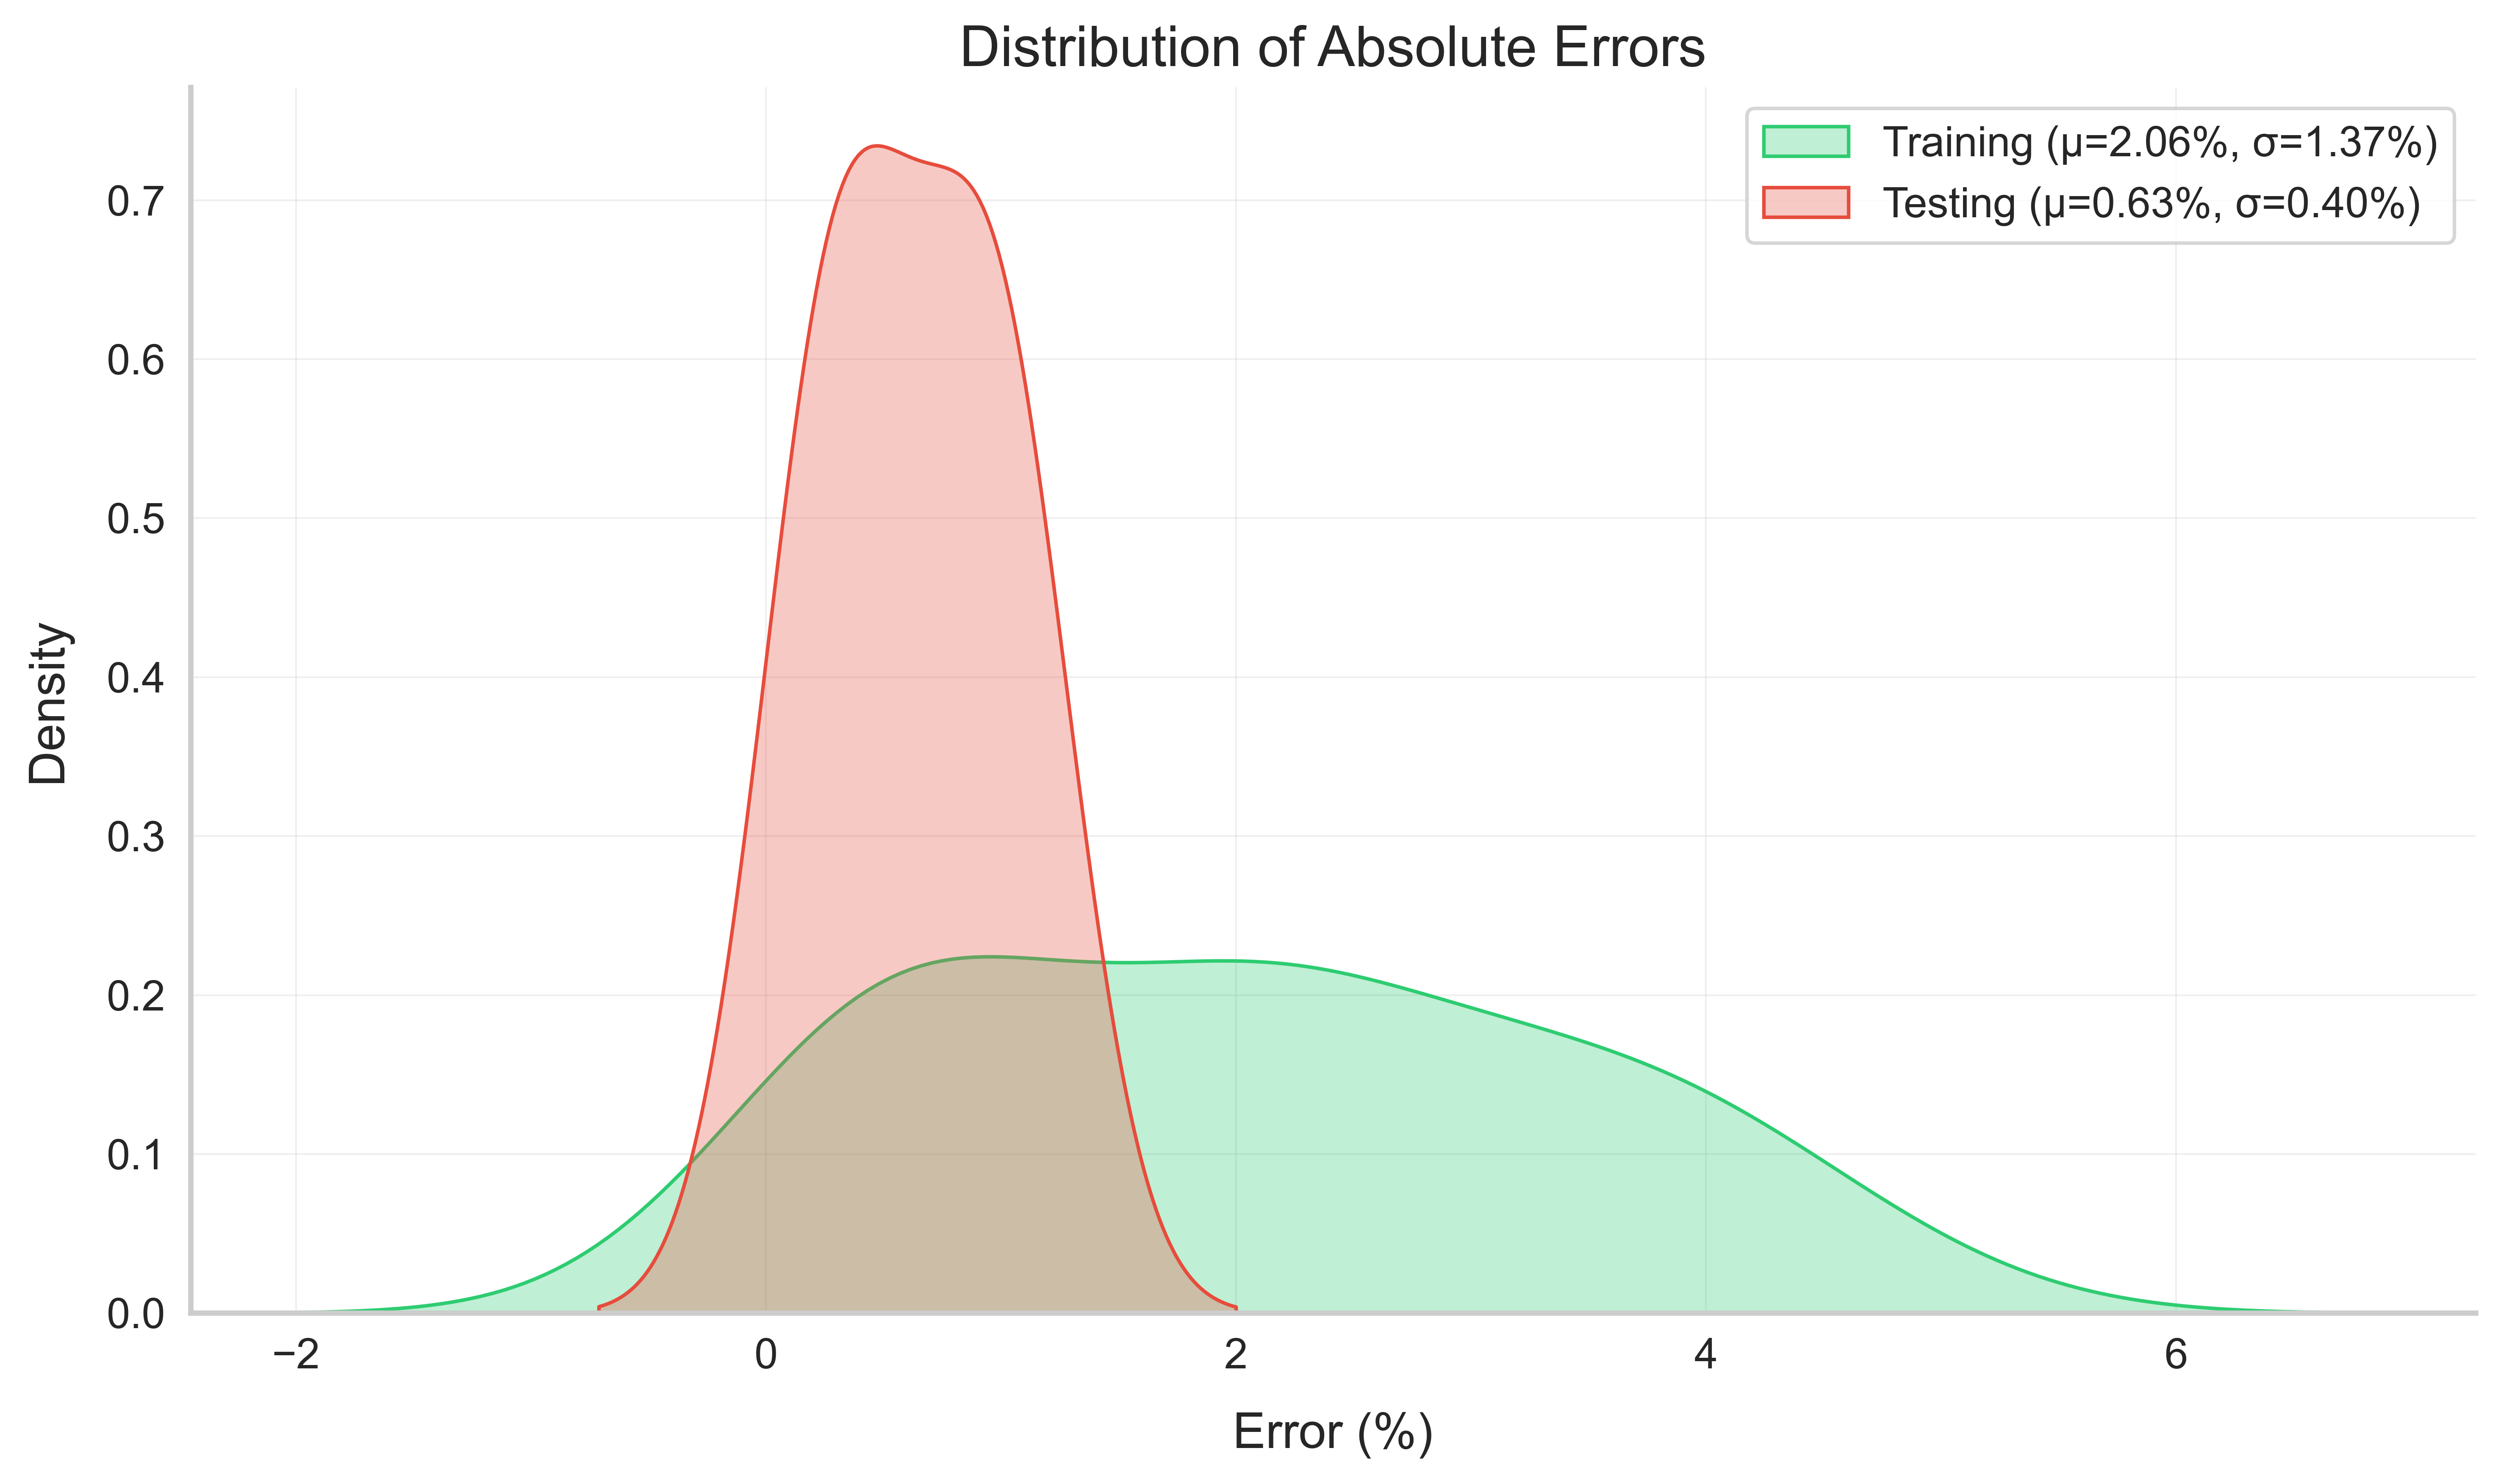 Distribution of Absolute Errors
Training (μ=2.06%, σ=1.37%)
Testing (μ=0.63%, σ=0.40%)
0.7
0.6
0.5
0.4
0.3
0.2
0.1
0.0
Density
−2 0 2 4 6
Error (%)